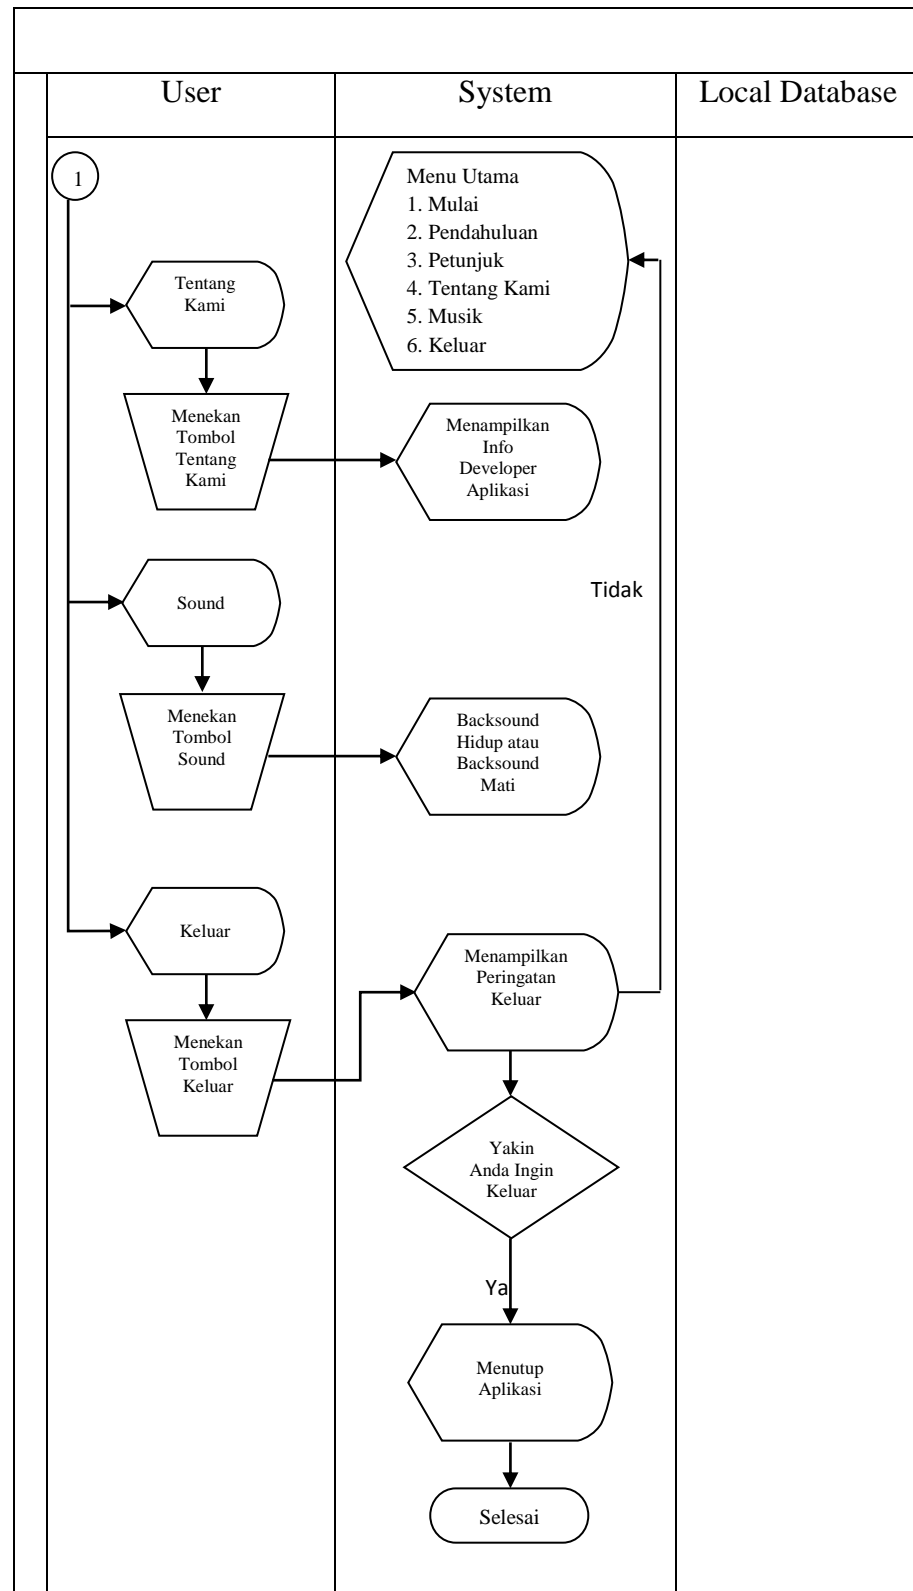 User
System
Local Database
1
Menu Utama
1. Mulai
2. Pendahuluan
3. Petunjuk
4. Tentang Kami
5. Musik
6. Keluar
Tentang
Kami
Menekan
Tombol
Tentang
Kami
Menampilkan
Info
Developer
Aplikasi
Tidak
Sound
Menekan
Tombol
Sound
Backsound
Hidup atau
Backsound
Mati
Keluar
Menekan
Tombol
Keluar
Menampilkan
Peringatan
Keluar
Yakin
Anda Ingin
Keluar
Ya
Menutup
Aplikasi
Selesai